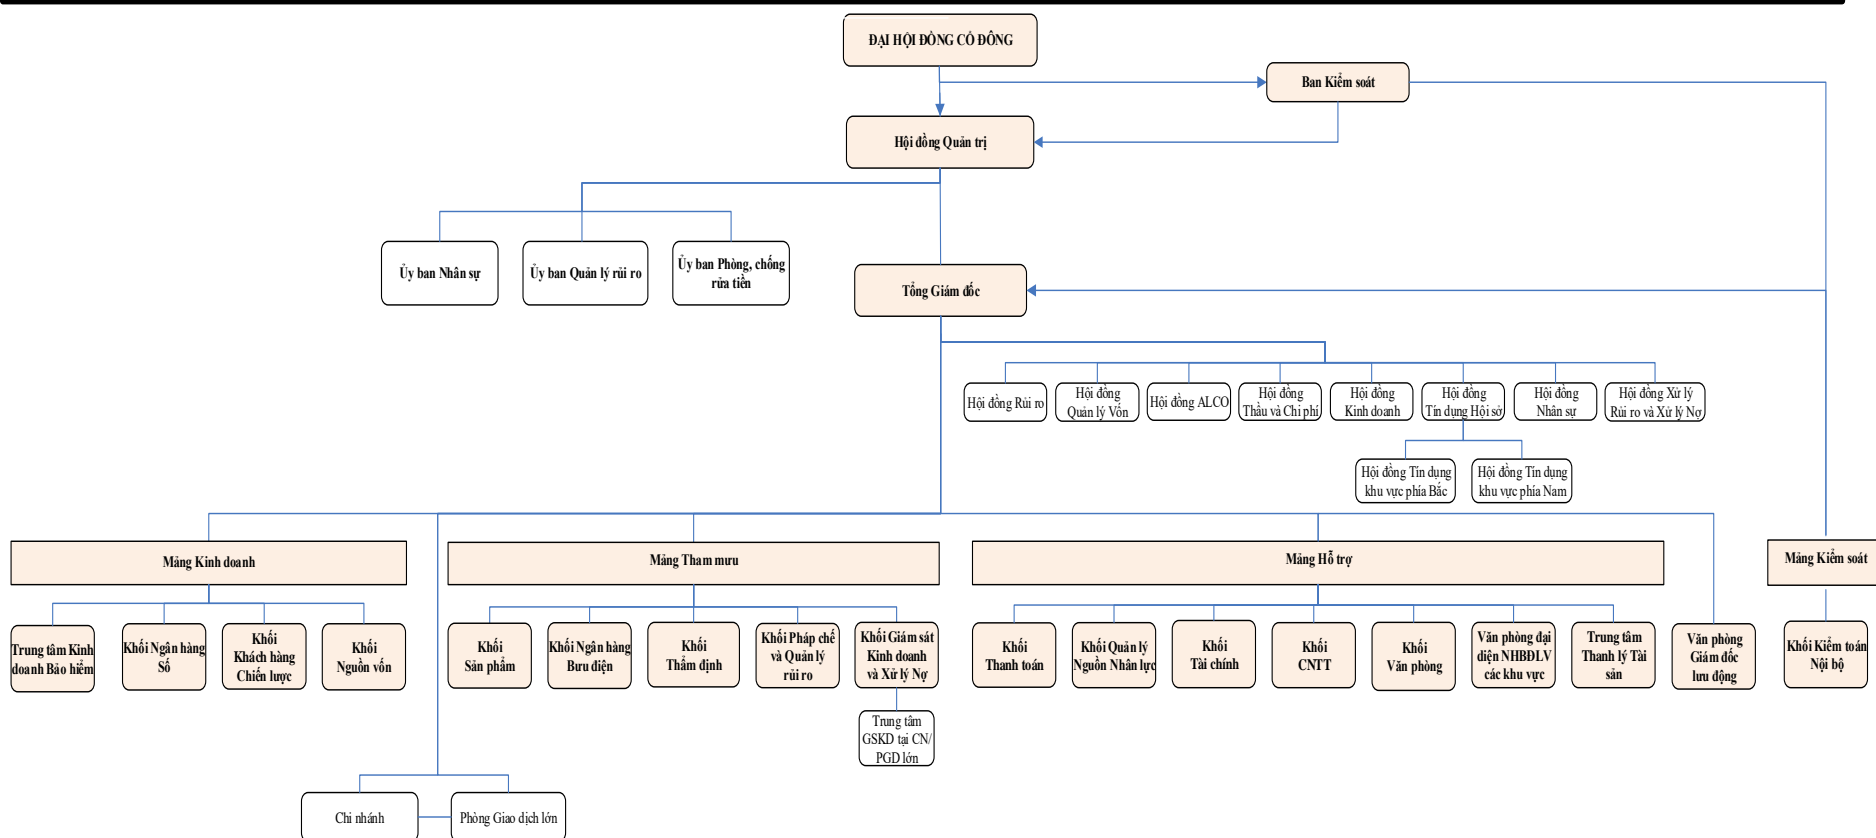 ĐẠI HỘI ĐỒNG CỔ ĐÔNG
Ban Kiểm soát
Hội đồng Quản trị
Ủy ban Nhân sự
Ủy ban Quản lý rủi ro
Ủy ban Phòng, chống
rửa tiền
Tổng Giám đốc
Hội đồng Rủi ro
Hội đồng
Quản lý Vốn
Hội đồng ALCO
Hội đồng
Thầu và Chi phí
Hội đồng
Kinh doanh
Hội đồng
Tín dụng Hội sở
Hội đồng
Nhân sự
Hội đồng Xử lý
Rủi ro và Xử lý Nợ
Hội đồng Tín dụng
khu vực phía Bắc
Hội đồng Tín dụng
khu vực phía Nam
Mảng Kinh doanh
Mảng Tham mưu
Mảng Hỗ trợ
Mảng Kiểm soát
Trung tâm Kinh
doanh Bảo hiểm
Khối Ngân hàng
Số
Khối
Khách hàng
Chiến lược
Khối
Nguồn vốn
Khối
Sản phẩm
Khối Ngân hàng
Bưu điện
Khối
Thẩm định
Khối Pháp chế
và Quản lý
rủi ro
Khối Giám sát
Kinh doanh
và Xử lý Nợ
Khối
Thanh toán
Khối Quản lý
Nguồn Nhân lực
Khối
Tài chính
Khối
CNTT
Khối
Văn phòng
Văn phòng đại
diện NHBĐLV
các khu vực
Trung tâm
Thanh lý Tài
sản
Văn phòng
Giám đốc
lưu động
Khối Kiểm toán
Nội bộ
Trung tâm
GSKD tại CN/
PGD lớn
Chi nhánh
Phòng Giao dịch lớn